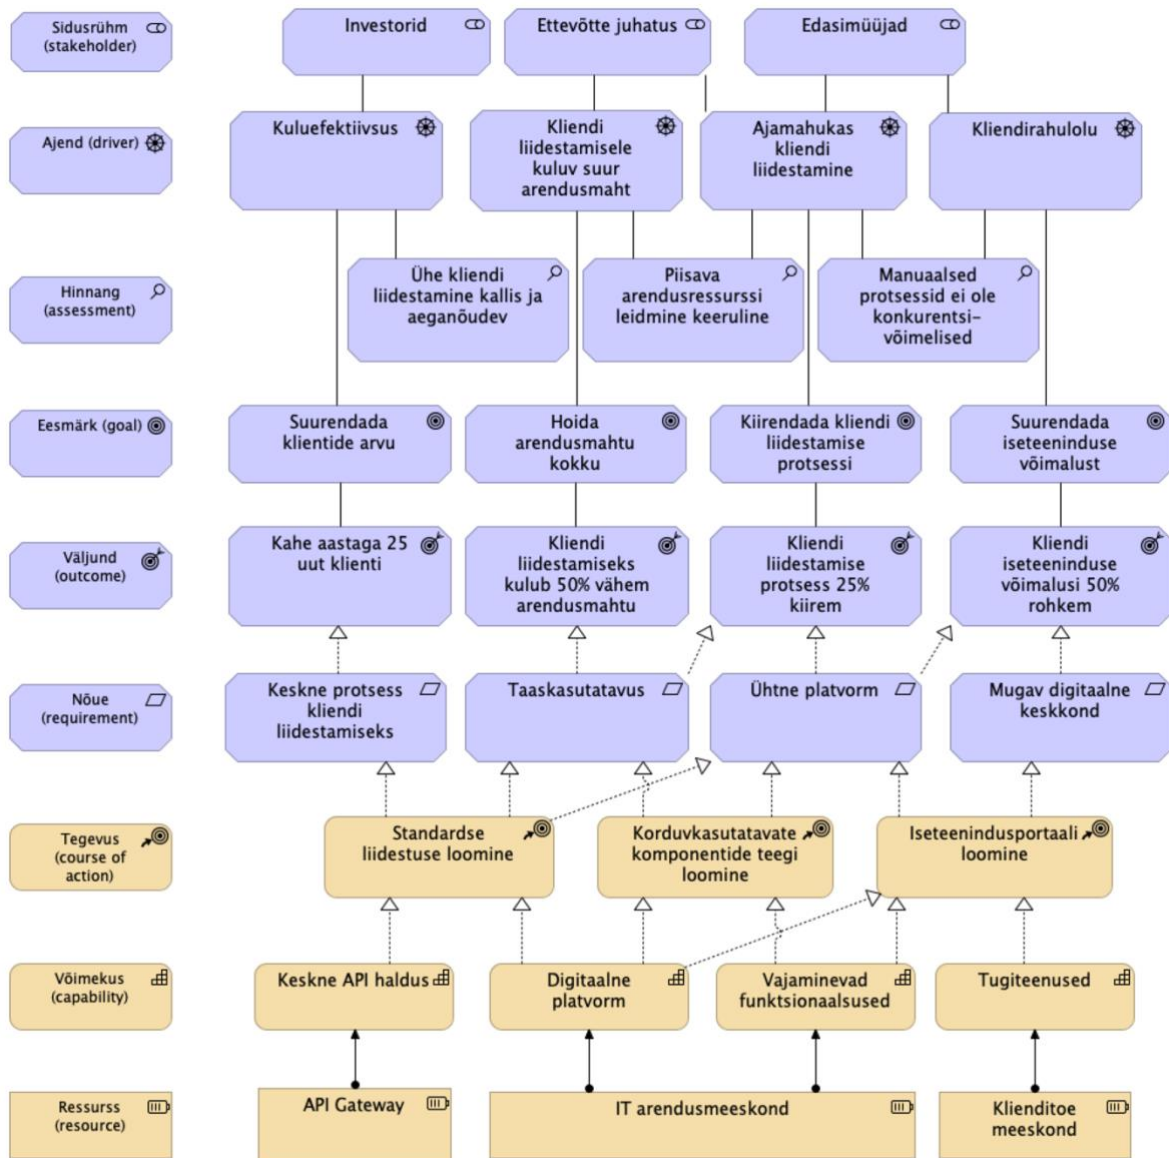 Sidusrühm
(stakeholder)
Investorid
Ettevõtte juhatus
Edasimüüjad
Ajend (driver)
Kuluefektiivsus
Kliendi
liidestamisele
kuluv suur
arendusmaht
Ajamahukas
kliendi
liidestamine
Kliendirahulolu
Hinnang
(assessment)
Ühe kliendi
liidestamine kallis ja
aeganõudev
Piisava
arendusressurssi
leidmine keeruline
Manuaalsed
protsessid ei ole
konkurentsi-
võimelised
Eesmärk (goal)
Suurendada
klientide arvu
Hoida
arendusmahtu
kokku
Kiirendada kliendi
liidestamise
protsessi
Suurendada
iseteeninduse
võimalust
Väljund
(outcome)
Kahe aastaga 25
uut klienti
Kliendi
liidestamiseks
kulub 50% vähem
arendusmahtu
Kliendi
liidestamise
protsess 25%
kiirem
Kliendi
iseteeninduse
võimalusi 50%
rohkem
Nõue
(requirement)
Keskne protsess
kliendi
liidestamiseks
Taaskasutatavus
Ühtne platvorm
Mugav digitaalne
keskkond
Tegevus
(course of
action)
Standardse
liidestuse loomine
Korduvkasutatavate
komponentide teegi
loomine
Iseteenindusportaali
loomine
Võimekus
(capability)
Keskne API haldus
Digitaalne
platvorm
Vajaminevad
funktsionaalsused
Tugiteenused
Ressurss
(resource)
API Gateway
IT arendusmeeskond
Klienditoe
meeskond